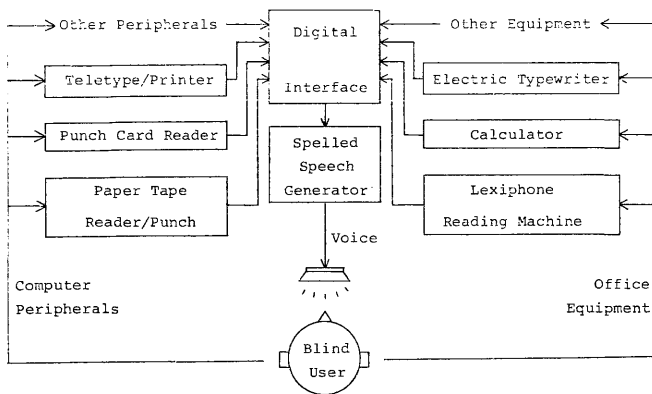 Other Peripherals
Digital
Interface
Other Equipment
Teletype/Printer
Electric Typewriter
Punch Card Reader
Spelled
Speech
Generator
Calculator
Paper Tape
Reader/Punch
Lexiphone
Reading Machine
Voice
Computer
Peripherals
Office
Equipment
Blind
User